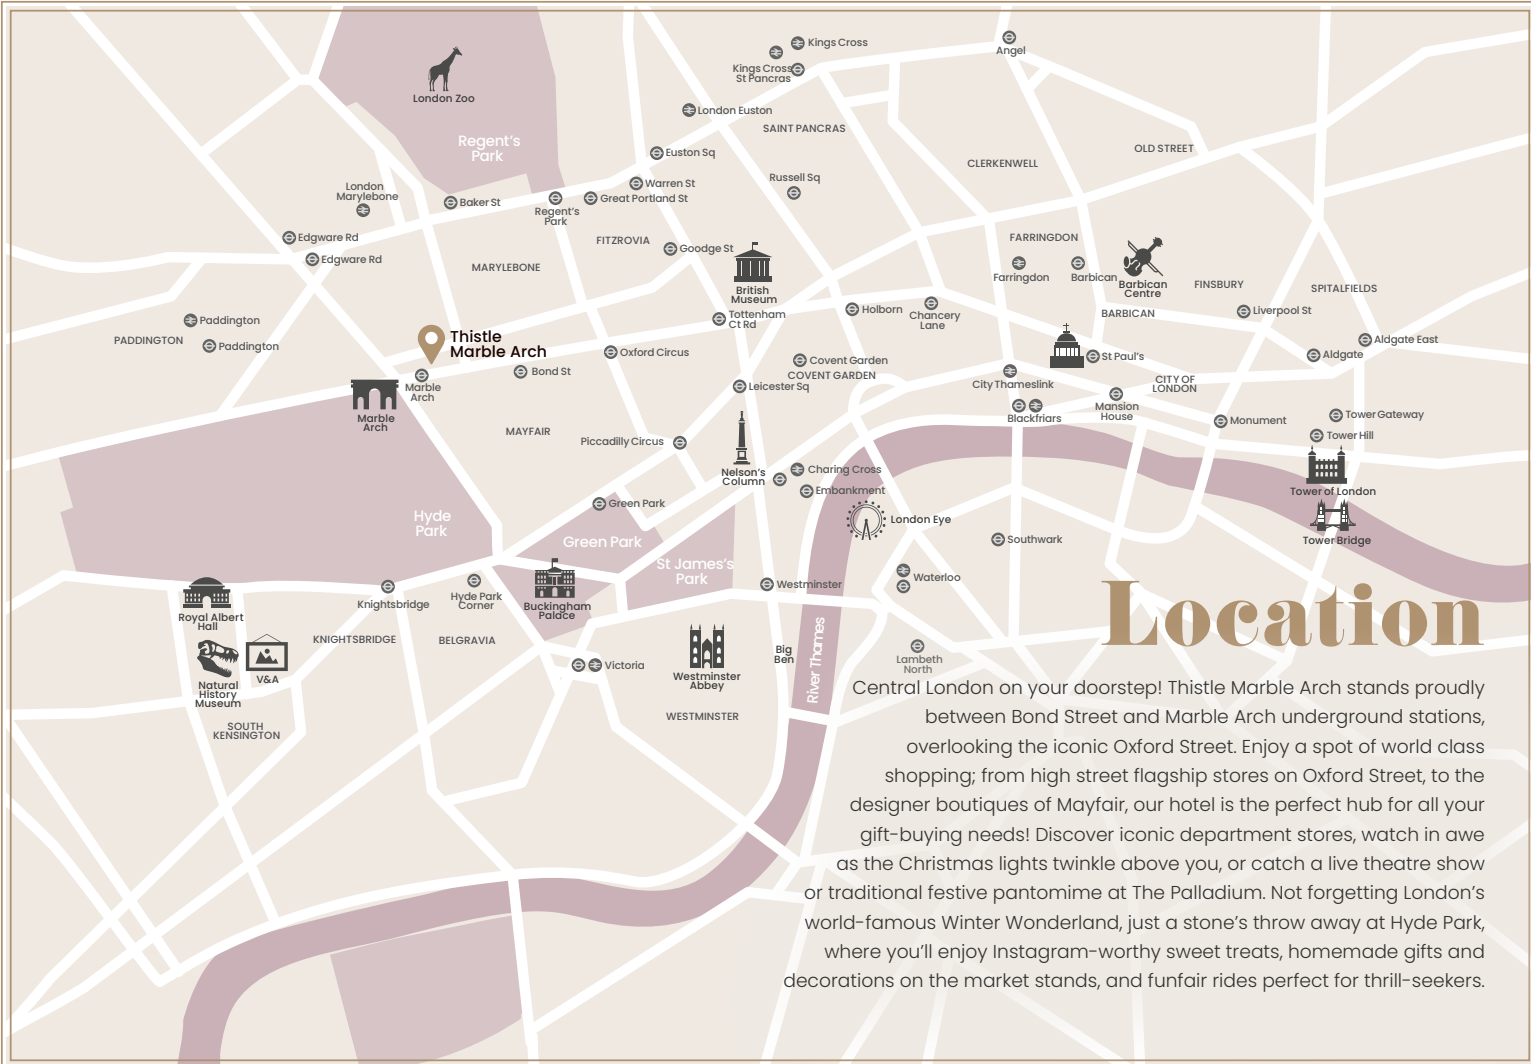 Kings Cross
Angel
Kings Cross
St Pancras
London Zoo
London Euston
SAINT PANCRAS
Regent's
Park
OLD STREET
Euston Sq
CLERKENWELL
London
Marylebone
Warren St
Russell Sq
Baker St
Great Portland St
Regent's
Park
Edgware Rd
FITZROVIA
FARRINGDON
Goodge St
Edgware Rd
MARYLEBONE
Farringdon
Barbican
Barbican
Centre
FINSBURY
SPITALFIELDS
British
Museum
Holborn
Chancery
Lane
BARBICAN
Liverpool St
Paddington
Tottenham
Ct Rd
PADDINGTON
Paddington
Thistle
Marble Arch
Oxford Circus
Aldgate East
St Paul's
Aldgate
Covent Garden
COVENT GARDEN
Bond St
Marble
Arch
Leicester Sq
City Thameslink
CITY OF
LONDON
Marble
Arch
Blackfriars
Mansion
House
Monument
Tower Gateway
Tower Hill
MAYFAIR
Piccadilly Circus
Nelson's
Column
Charing Cross
Embankment
Tower of London
Green Park
Hyde
Park
London Eye
Green Park
Southwark
Tower Bridge
St James's
Park
Westminster
Waterloo
Knightsbridge
Hyde Park
Corner
Buckingham
Palace
Royal Albert
Hall
KNIGHTSBRIDGE
BELGRAVIA
Big
Ben
River Thames
Lambeth
North
Victoria
Westminster
Abbey
V&A
Natural
History
Museum
WESTMINSTER
SOUTH
KENSINGTON
Location
Central London on your doorstep! Thistle Marble Arch stands proudly
between Bond Street and Marble Arch underground stations,
overlooking the iconic Oxford Street. Enjoy a spot of world class
shopping; from high street flagship stores on Oxford Street, to the
designer boutiques of Mayfair, our hotel is the perfect hub for all your
gift-buying needs! Discover iconic department stores, watch in awe
as the Christmas lights twinkle above you, or catch a live theatre show
or traditional festive pantomime at The Palladium. Not forgetting London's
world-famous Winter Wonderland, just a stone's throw away at Hyde Park,
where you'll enjoy Instagram-worthy sweet treats, homemade gifts and
decorations on the market stands, and funfair rides perfect for thrill-seekers.